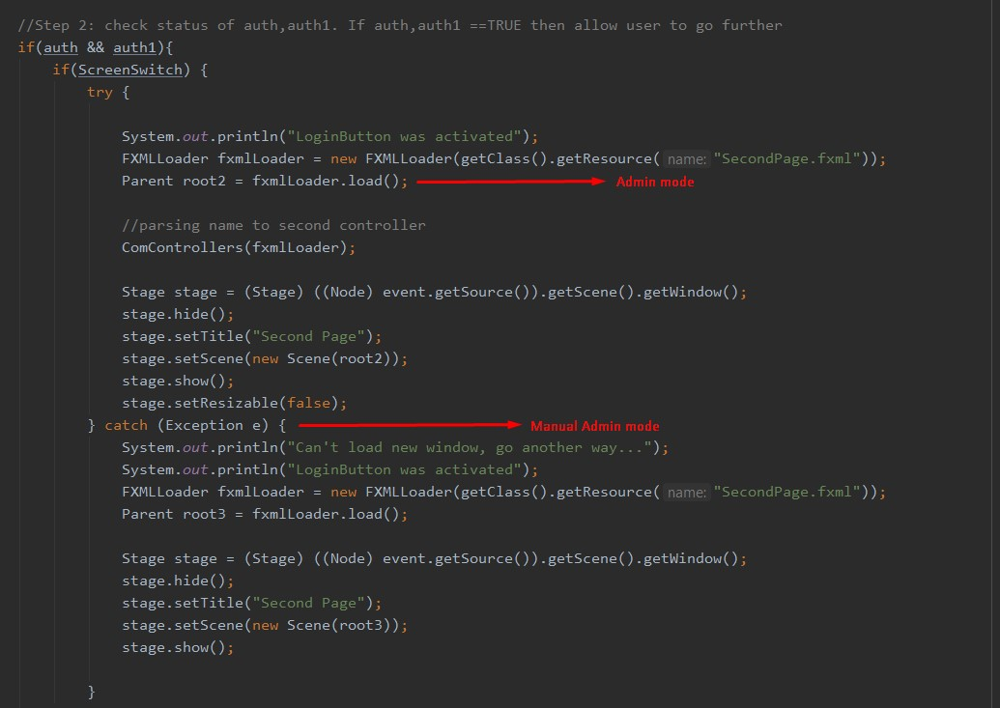 //Step 2: check status of auth,auth1. If auth,auth1 ==TRUE then allow user to go further
if(auth && auth1){
if(ScreenSwitch) {
try {
System.out.println("LoginButton was activated");
FXMLLoader fxmlLoader = new FXMLLoader(getClass().getResource( name: "SecondPage.fxml"));
Parent root2 = fxmlLoader.load(); Admin mode
//parsing name to second controller
ComControllers(fxmlLoader);
Stage stage = (Stage) ((Node) event.getSource()).getScene().getWindow();
stage.hide();
stage.setTitle("Second Page");
stage.setScene(new Scene(root2));
stage.show();
stage.setResizable(false);
} catch (Exception e) { Manual Admin mode
System.out.println("Can't load new window, go another way...");
System.out.println("LoginButton was activated");
FXMLLoader fxmlLoader = new FXMLLoader(getClass().getResource( name: "SecondPage.fxml"));
Parent root3 = fxmlLoader.load();
Stage stage = (Stage) ((Node) event.getSource()).getScene().getWindow();
stage.hide();
stage.setTitle("Second Page");
stage.setScene(new Scene(root3));
stage.show();
}